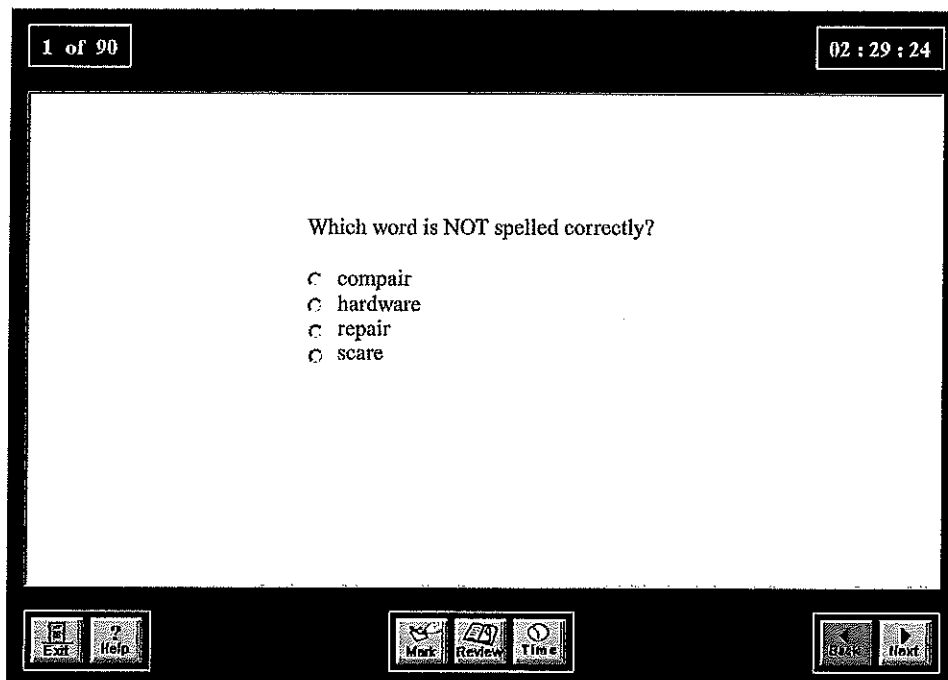 1 of 90
02 : 29 : 24
Which word is NOT spelled correctly?
compair
hardware
repair
scare
Exit
? Help
Mark
Review
Time
Back
Next